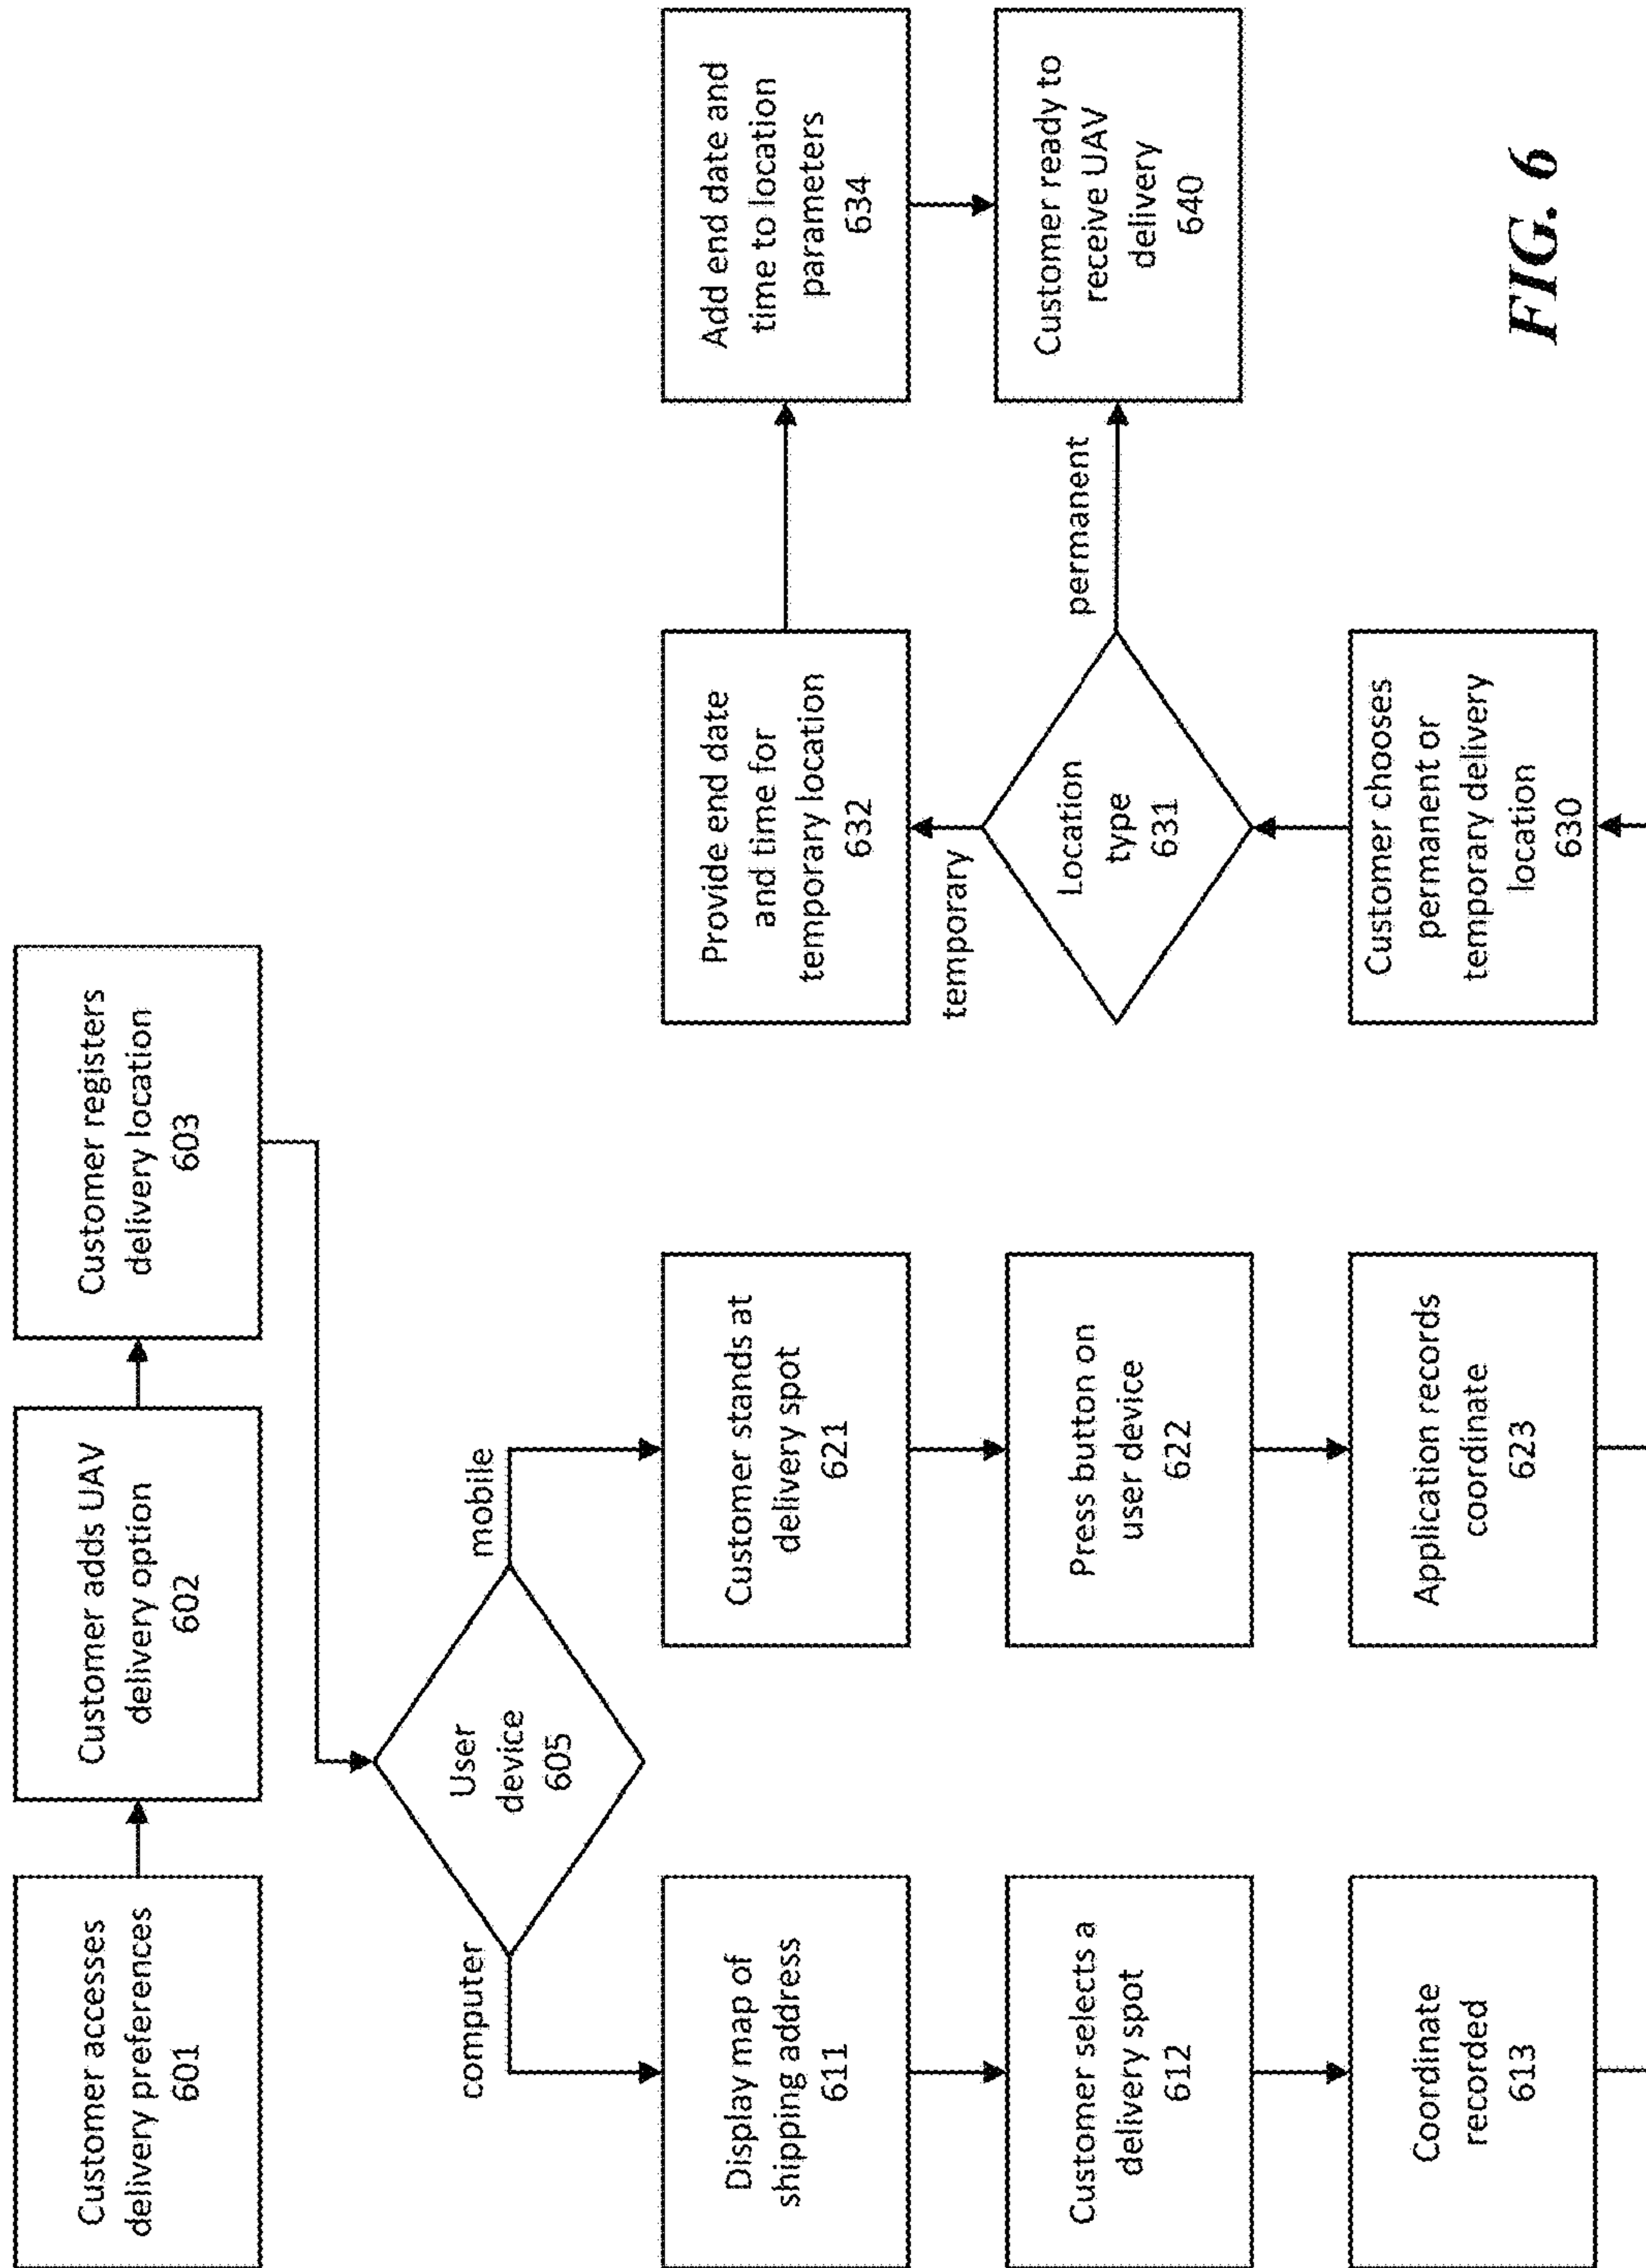 Customer accesses
delivery preferences
601
Customer adds UAV
delivery option
602
Customer registers
delivery location
603
User
device
605
computer
mobile
Display map of
shipping address
611
Customer selects a
delivery spot
612
Coordinate
recorded
613
Customer stands at
delivery spot
621
Press button on
user device
622
Application records
coordinate
623
Customer chooses
permanent or
temporary delivery
location
630
Location
type
631
temporary
permanent
Provide end date
and time for
temporary location
632
Add end date and
time to location
parameters
634
Customer ready to
receive UAV
delivery
640
FIG. 6